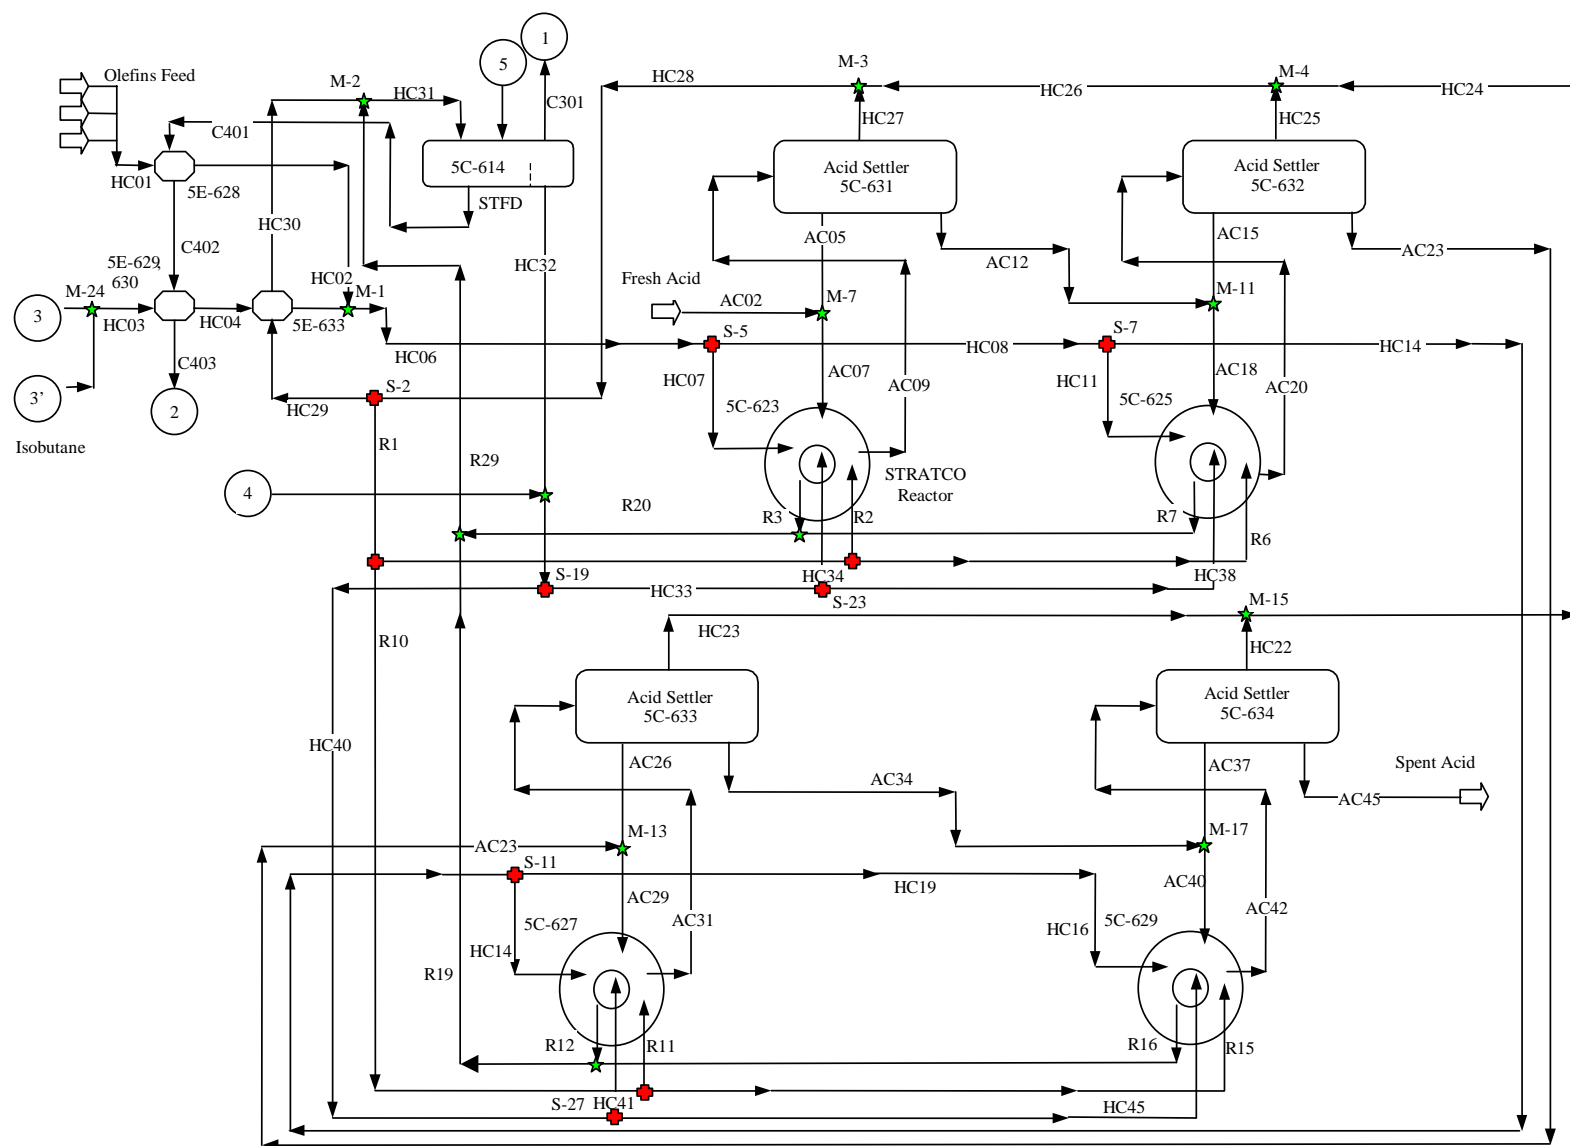 1
5
M-3
M-4
Olefins Feed
M-2
HC31
C301
HC28
HC26
HC24
HC27
HC25
C401
5C-614
Acid Settler
5C-631
Acid Settler
5C-632
HC01
5E-628
STFD
HC30
AC05
AC15
C402
HC32
AC12
AC23
5E-629,
630
HC02
Fresh Acid
M-24
M-1
AC02
M-7
M-11
3
HC03
HC04
5E-633
S-5
S-7
HC06
HC08
HC14
C403
HC07
AC07
AC09
HC11
AC18
AC20
3’
2
S-2
HC29
5C-623
5C-625
Isobutane
R1
R29
STRATCO
Reactor
4
R20
R3
R2
R7
R6
S-19
HC34
HC38
HC33
S-23
M-15
R10
HC23
HC22
Acid Settler
5C-633
Acid Settler
5C-634
HC40
AC26
AC37
Spent Acid
AC34
AC45
M-13
M-17
AC23
S-11
HC19
AC29
AC31
AC40
AC42
5C-627
5C-629
HC14
HC16
R19
R12
R11
R16
R15
S-27
HC41
HC45